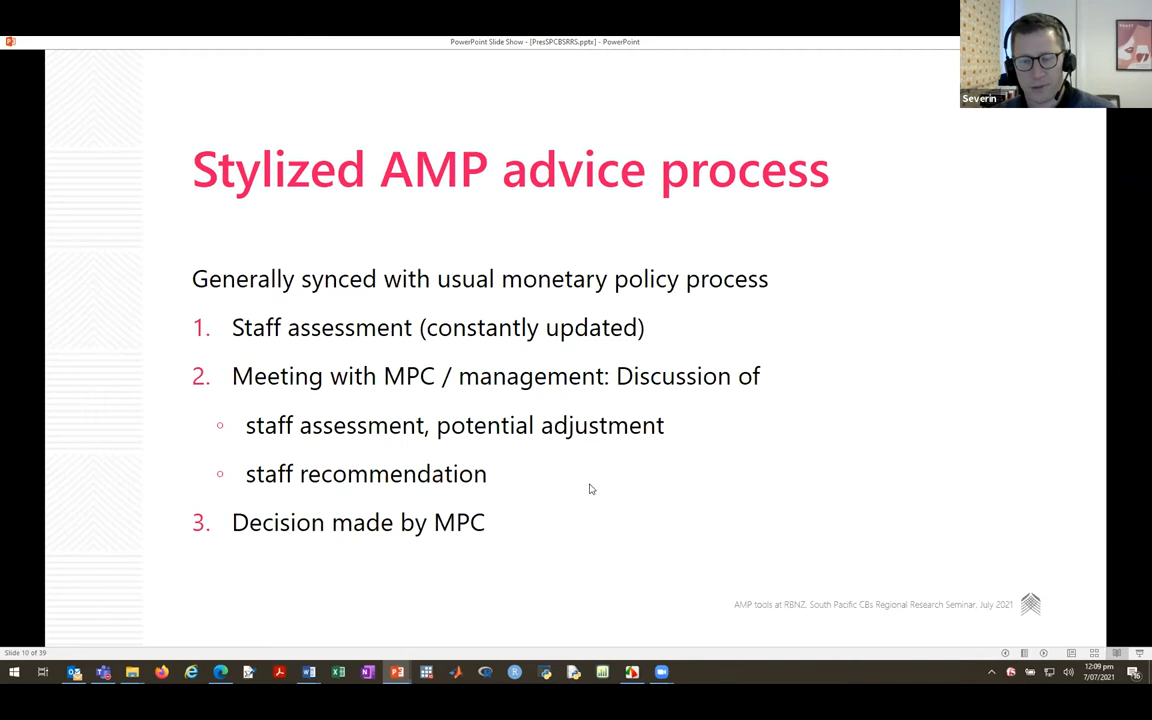 PowerPoint Slide Show - [PresSPCBSRRS.pptx] - PowerPoint
Severin
Stylized AMP advice process
Generally synced with usual monetary policy process
1. Staff assessment (constantly updated)
2. Meeting with MPC / management: Discussion of
staff assessment, potential adjustment
staff recommendation
3. Decision made by MPC
AMP tools at RBNZ. South Pacific CBs Regional Research Seminar. July 2021
Slide 10 of 39
12:09 pm
7/07/2021